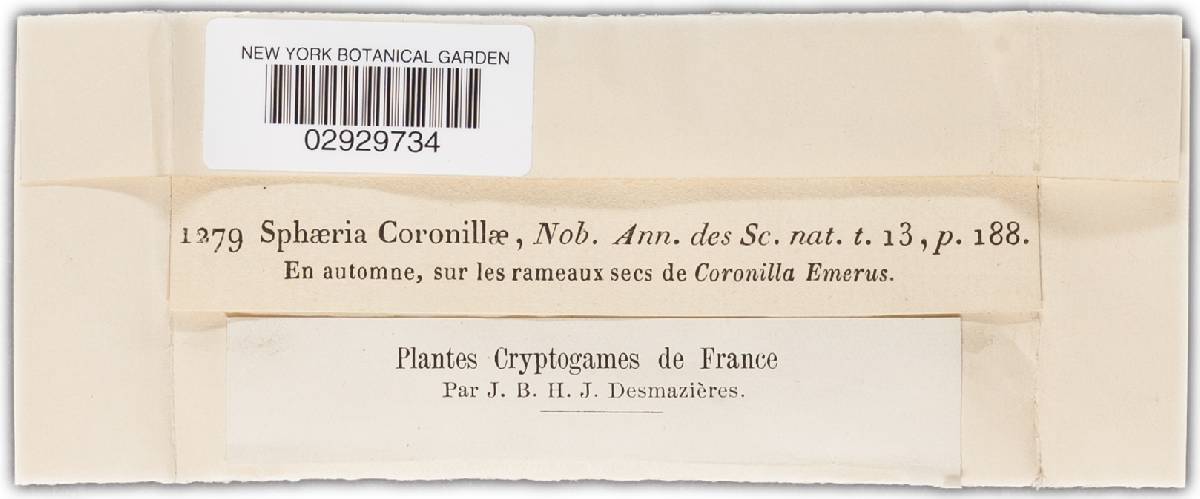 NEW YORK BOTANICAL GARDEN
02929734
1279 Sphæria Coronillæ, Nob. Ann. des Sc. nat. t. 13, p. 188.
En automne, sur les rameaux secs de Coronilla Emerus.
Plantes Cryptogames de France
Par J. B. H. J. Desmazières.